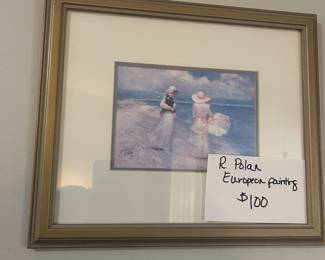 R Polan
European painting
$100